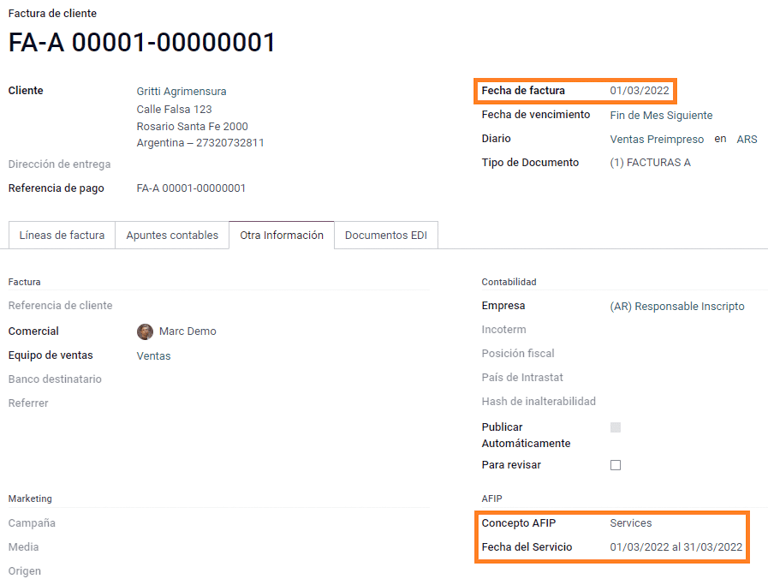 Factura de cliente
FA-A 00001-00000001
Cliente
Gritti Agrimensura
Calle Falsa 123
Rosario Santa Fe 2000
Argentina – 27320732811
Dirección de entrega
Referencia de pago FA-A 00001-00000001
Fecha de factura 01/03/2022
Fecha de vencimiento Fin de Mes Siguiente
Diario Ventas Preimpreso en ARS
Tipo de Documento (1) FACTURAS A
Líneas de factura Apuntes contables Otra Información Documentos EDI
Factura
Referencia de cliente
Comercial Marc Demo
Equipo de ventas Ventas
Banco destinatario
Referrer
Contabilidad
Empresa (AR) Responsable Inscripto
Incoterm
Posición fiscal
País de Intrastat
Hash de inalterabilidad
Publicar
Automáticamente
Para revisar
Marketing
Campaña
Media
Origen
AFIP
Concepto AFIP Services
Fecha del Servicio 01/03/2022 al 31/03/2022